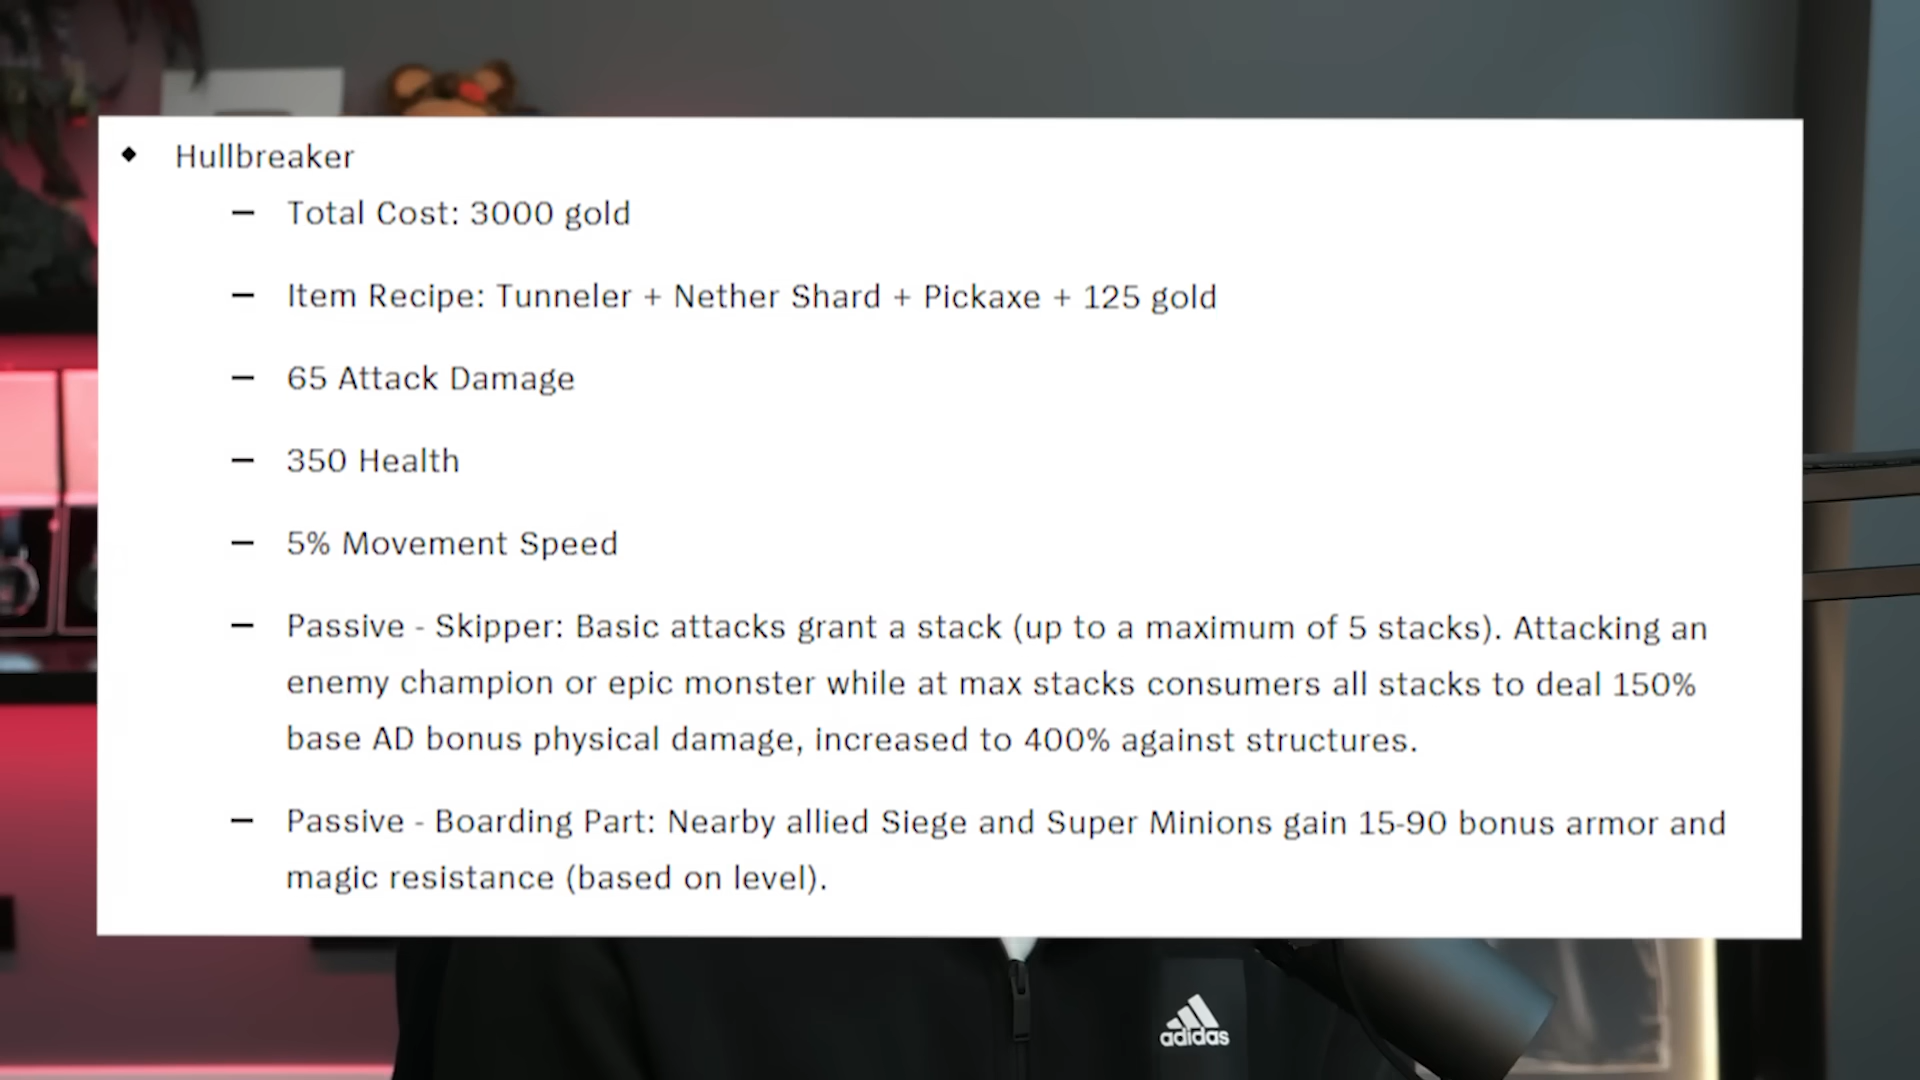 Hullbreaker
Total Cost: 3000 gold
Item Recipe: Tunneler + Nether Shard + Pickaxe + 125 gold
65 Attack Damage
350 Health
5% Movement Speed
Passive - Skipper: Basic attacks grant a stack (up to a maximum of 5 stacks). Attacking an
enemy champion or epic monster while at max stacks consumers all stacks to deal 150%
base AD bonus physical damage, increased to 400% against structures.
Passive - Boarding Part: Nearby allied Siege and Super Minions gain 15-90 bonus armor and
magic resistance (based on level).
adidas